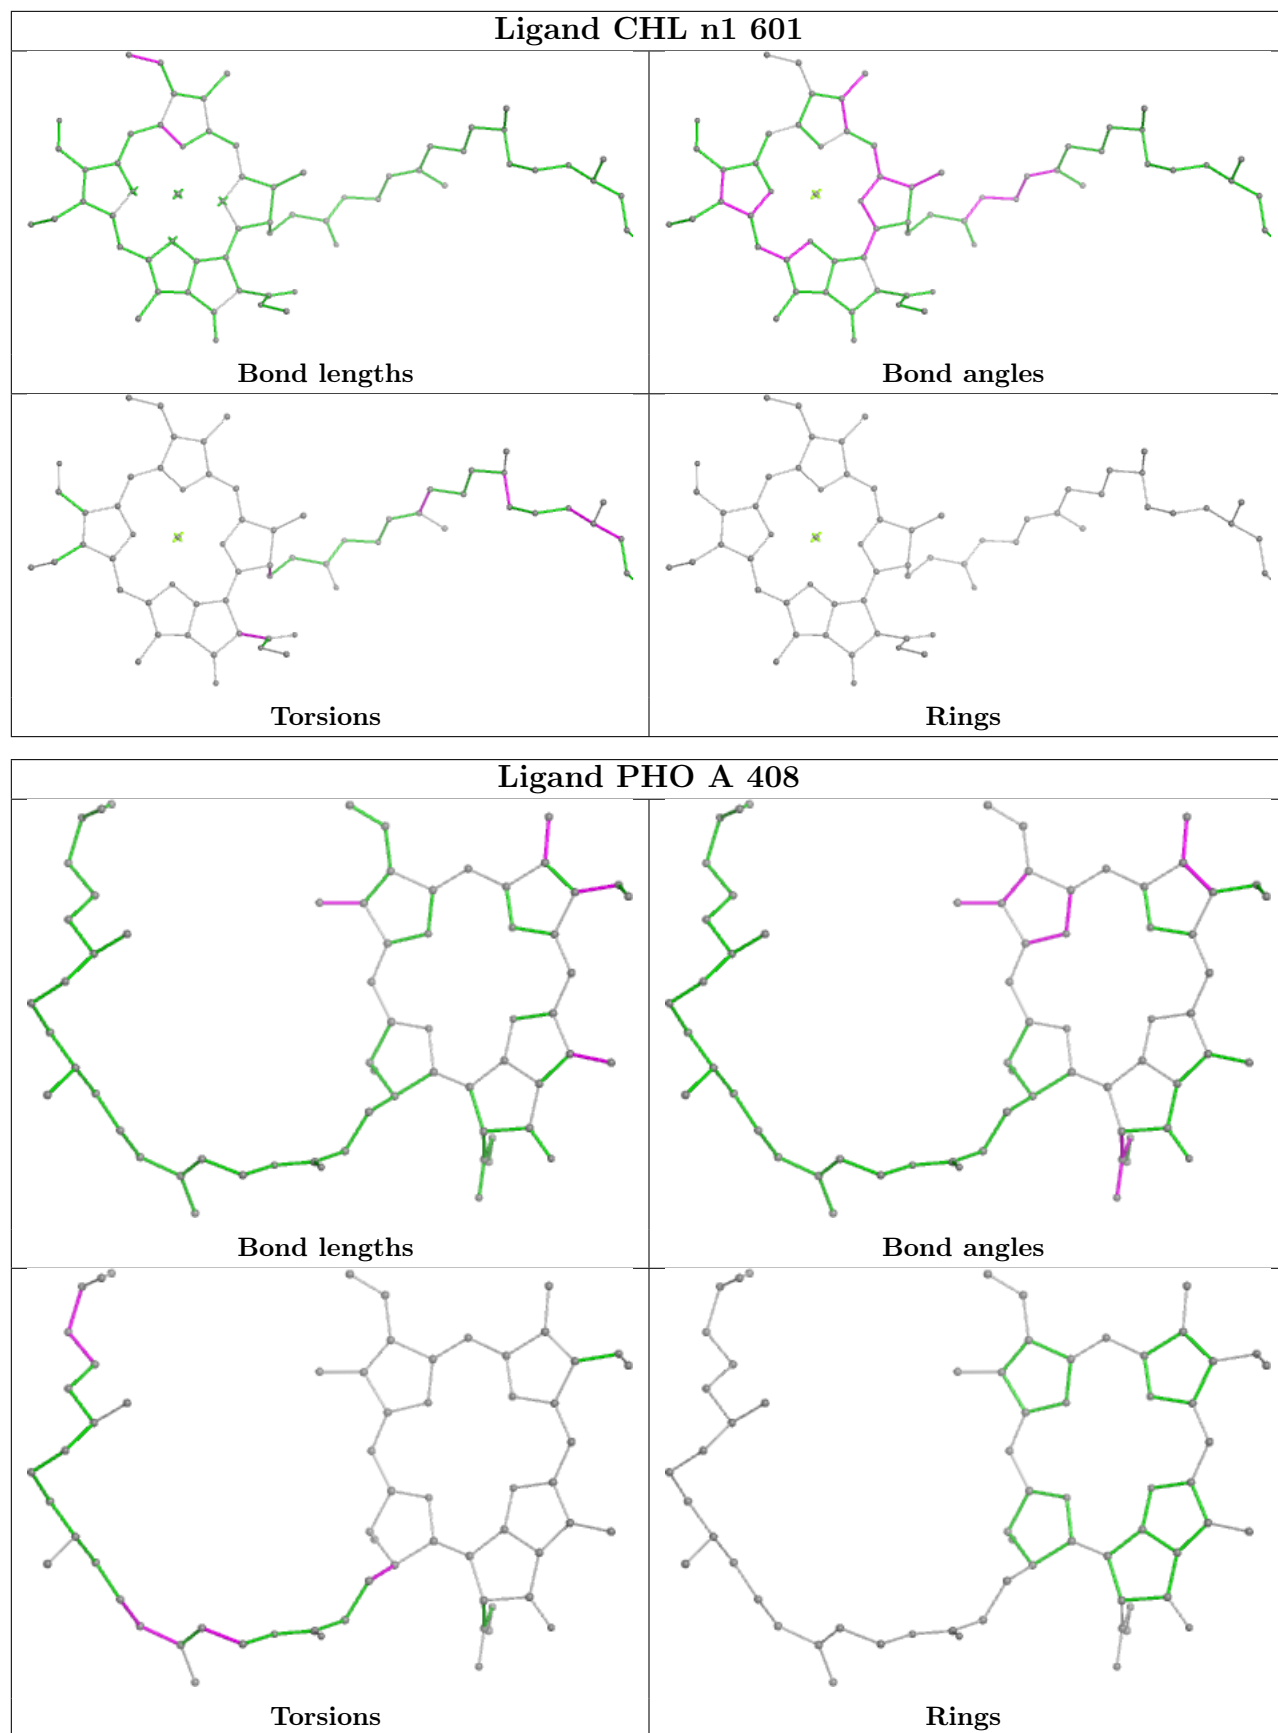 Ligand CHL n1 601
Bond lengths
Bond angles
Torsions
Rings
Ligand PHO A 408
Bond lengths
Bond angles
Torsions
Rings